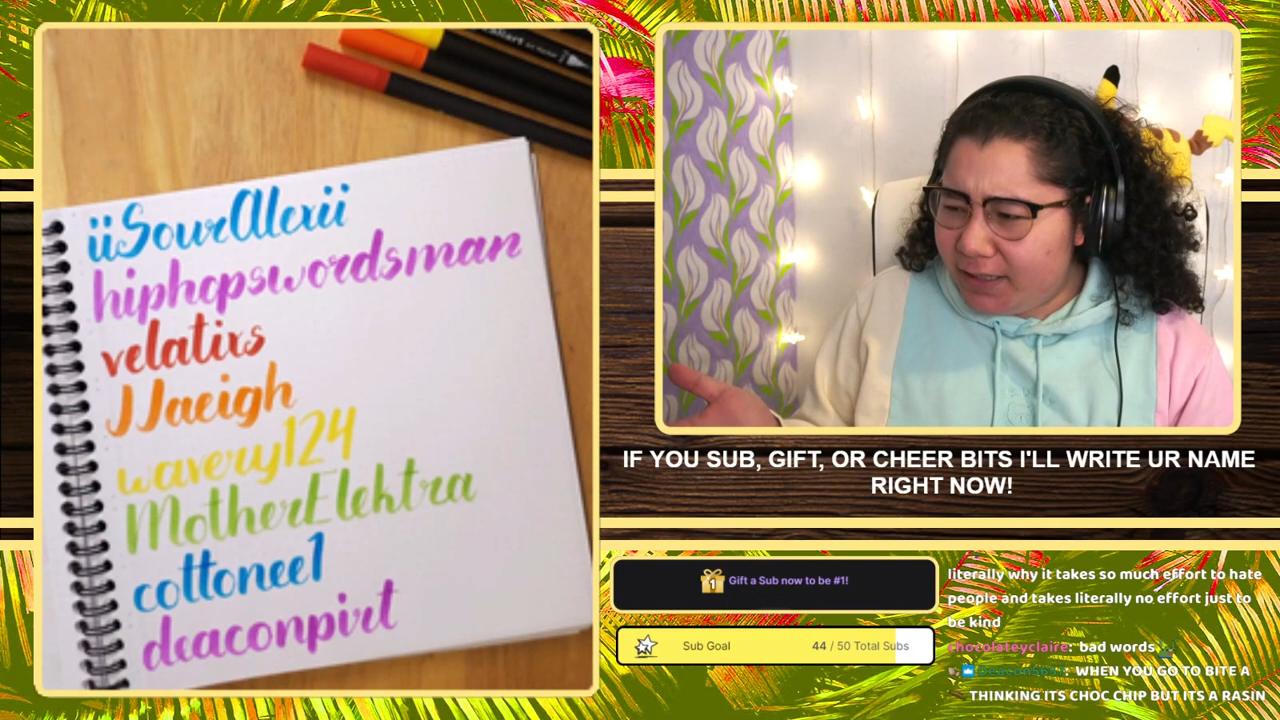 iiSourAlexii
hiphopswordsman
velatixs
JJaeigh
wavery124
MotherElektra
cottonee1
deaconpirt
IF YOU SUB, GIFT, OR CHEER BITS I'LL WRITE UR NAME
RIGHT NOW!
1 Gift a Sub now to be #1!
Sub Goal 44 / 50 Total Subs
literally why it takes so much effort to hate
people and takes literally no effort just to
be kind
chocolateyclaire: bad words
WHEN YOU GO TO BITE A
THINKING ITS CHOC CHIP BUT ITS A RASIN